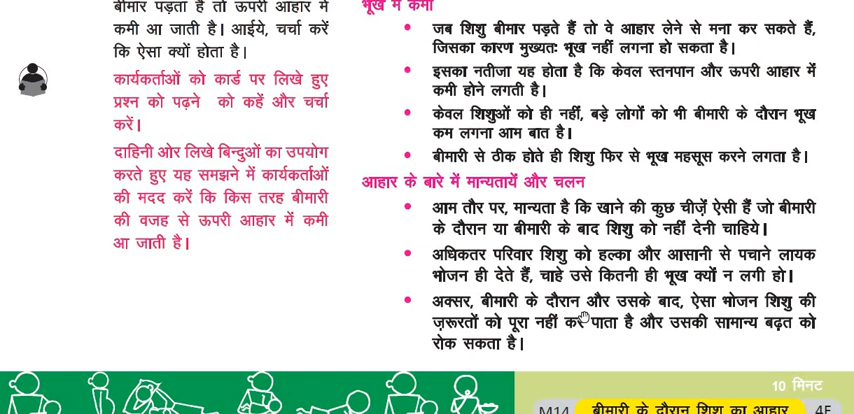 बीमार पड़ता है तो ऊपरी आहार में
कमी आ जाती है। आईये, चर्चा करें
कि ऐसा क्यों होता है।
कार्यकर्ताओं को कार्ड पर लिखे हुए
प्रश्न को पढ़ने को कहें और चर्चा
करें।
दाहिनी ओर लिखे बिन्दुओं का उपयोग
करते हुए यह समझने में कार्यकर्ताओं
की मदद करें कि किस तरह बीमारी
की वजह से ऊपरी आहार में कमी
आ जाती है।
भूख में कमी
• जब शिशु बीमार पड़ते हैं तो वे आहार लेने से मना कर सकते हैं,
जिसका कारण मुख्यतः भूख नहीं लगना हो सकता है।
• इसका नतीजा यह होता है कि केवल स्तनपान और ऊपरी आहार में
कमी होने लगती है।
• केवल शिशुओं को ही नहीं, बड़े लोगों को भी बीमारी के दौरान भूख
कम लगना आम बात है।
• बीमारी से ठीक होते ही शिशु फिर से भूख महसूस करने लगता है।
आहार के बारे में मान्यतायें और चलन
• आम तौर पर, मान्यता है कि खाने की कुछ चीज़ें ऐसी हैं जो बीमारी
के दौरान या बीमारी के बाद शिशु को नहीं देनी चाहिये।
• अधिकतर परिवार शिशु को हल्का और आसानी से पचाने लायक
भोजन ही देते हैं, चाहे उसे कितनी ही भूख क्यों न लगी हो।
• अक्सर, बीमारी के दौरान और उसके बाद, ऐसा भोजन शिशु की
ज़रूरतों को पूरा नहीं कर पाता है और उसकी सामान्य बढ़त को
रोक सकता है।
10 मिनट
M14 बीमारी के दौरान शिशु का आहार 4F